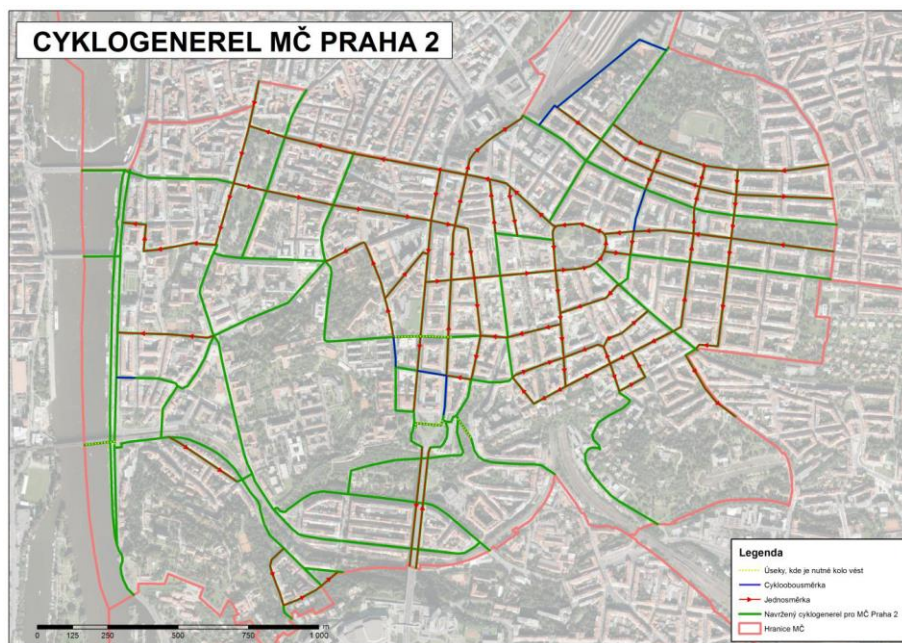 CYKLOGENEREL MČ PRAHA 2
Legenda
Úseky, kde je nutné kolo vést
Cykloobousměrka
Jednosměrka
Navržený cyklogenerel pro MČ Praha 2
Hranice MČ
0 125 250 500 750 1 000
m